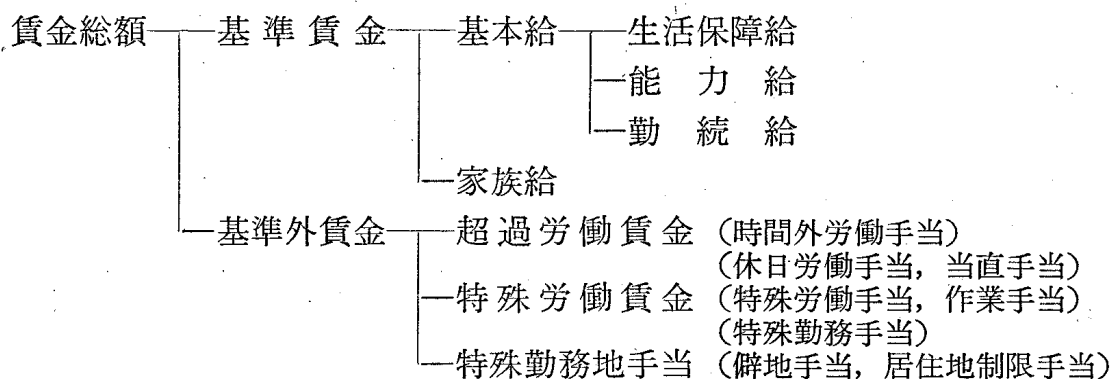 賃金総額 基準賃金 基本給 生活保障給
能力給
勤続給
家族給
基準外賃金 超過労働賃金 (時間外労働手当)
(休日労働手当,当直手当)
特殊労働賃金 (特殊労働手当,作業手当)
(特殊勤務手当)
特殊勤務地手当 (僻地手当,居住地制限手当)